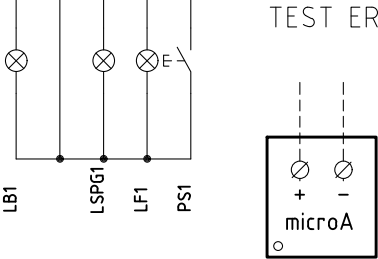 TEST ER
LB1
LSPG1
LF1
PS1
+ −
microA